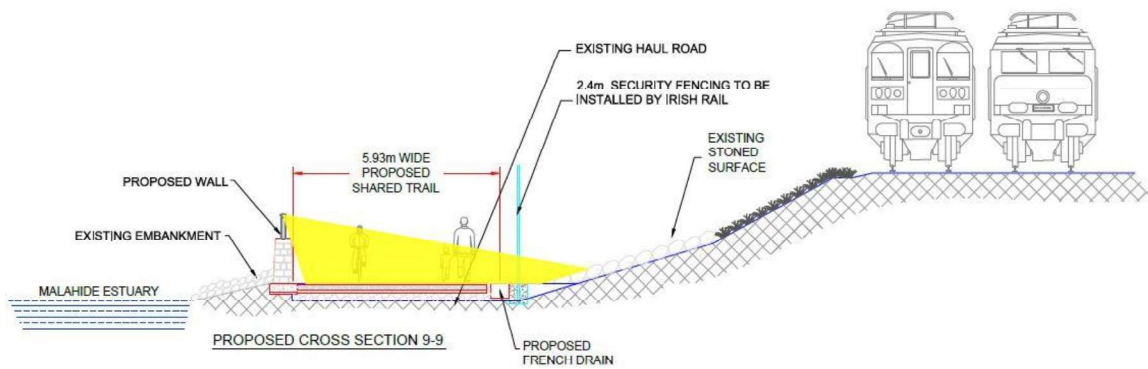 EXISTING HAUL ROAD
2.4m SECURITY FENCING TO BE
INSTALLED BY IRISH RAIL
EXISTING
STONED
SURFACE
5.93m WIDE
PROPOSED
SHARED TRAIL
PROPOSED WALL
EXISTING EMBANKMENT
MALAHIDE ESTUARY
PROPOSED CROSS SECTION 9-9
PROPOSED
FRENCH DRAIN